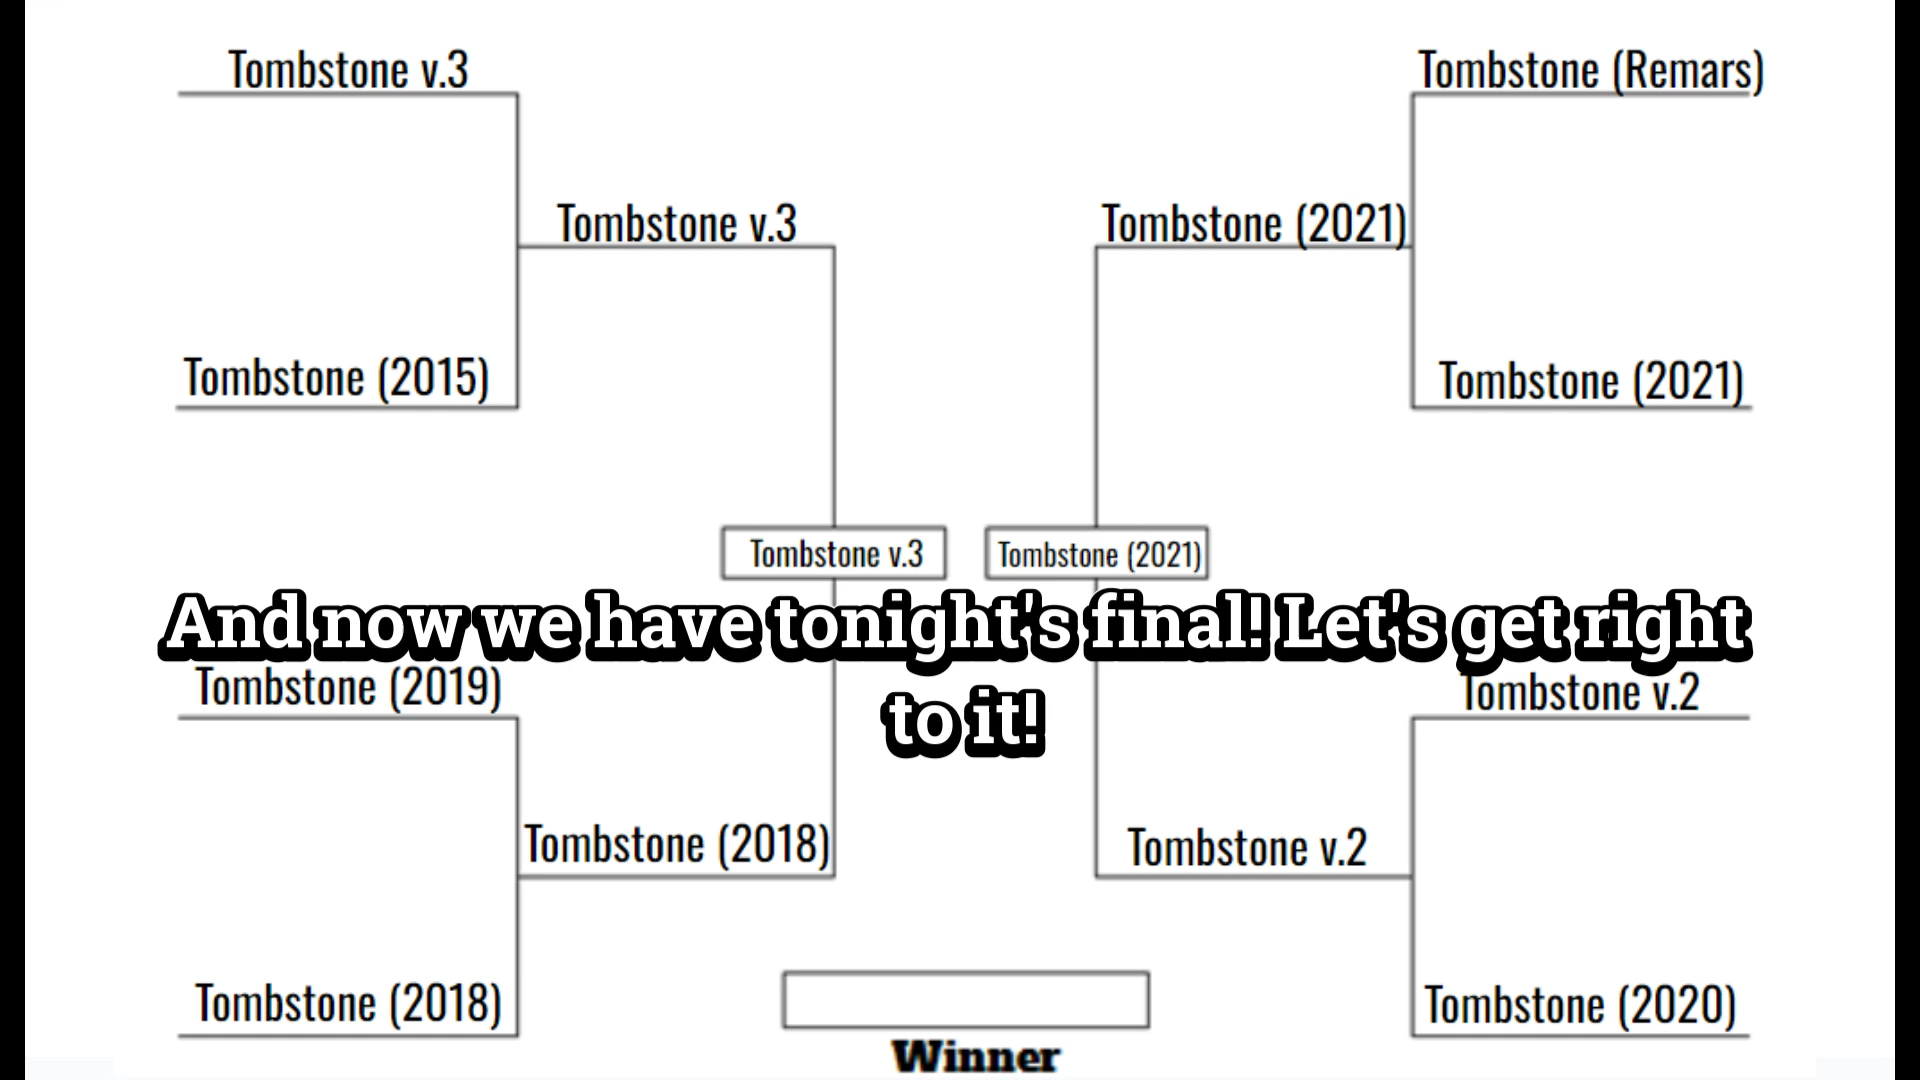 Tombstone v.3
Tombstone (Remars)
Tombstone v.3
Tombstone (2021)
Tombstone (2015)
Tombstone (2021)
Tombstone v.3
Tombstone (2021)
And now we have tonight's final! Let's get right
to it!
Tombstone (2019)
Tombstone v.2
Tombstone (2018)
Tombstone v.2
Tombstone (2018)
Tombstone (2020)
Winner